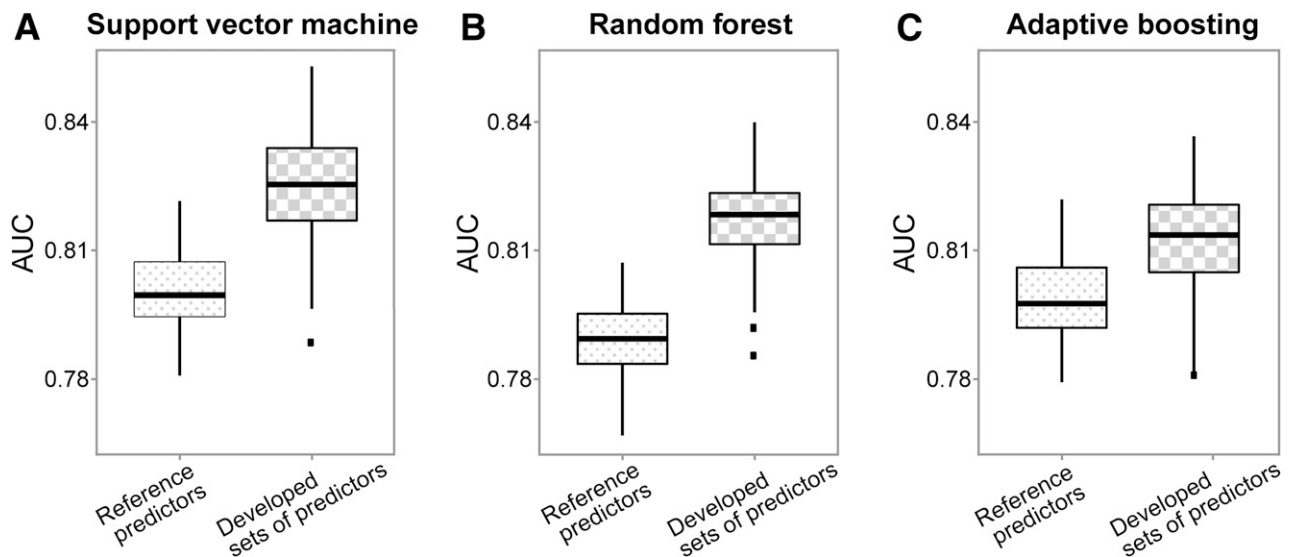 A Support vector machine
AUC
0.84
0.81
0.78
Reference
predictors
Developed
sets of predictors
B Random forest
AUC
0.84
0.81
0.78
Reference
predictors
Developed
sets of predictors
C Adaptive boosting
AUC
0.84
0.81
0.78
Reference
predictors
Developed
sets of predictors